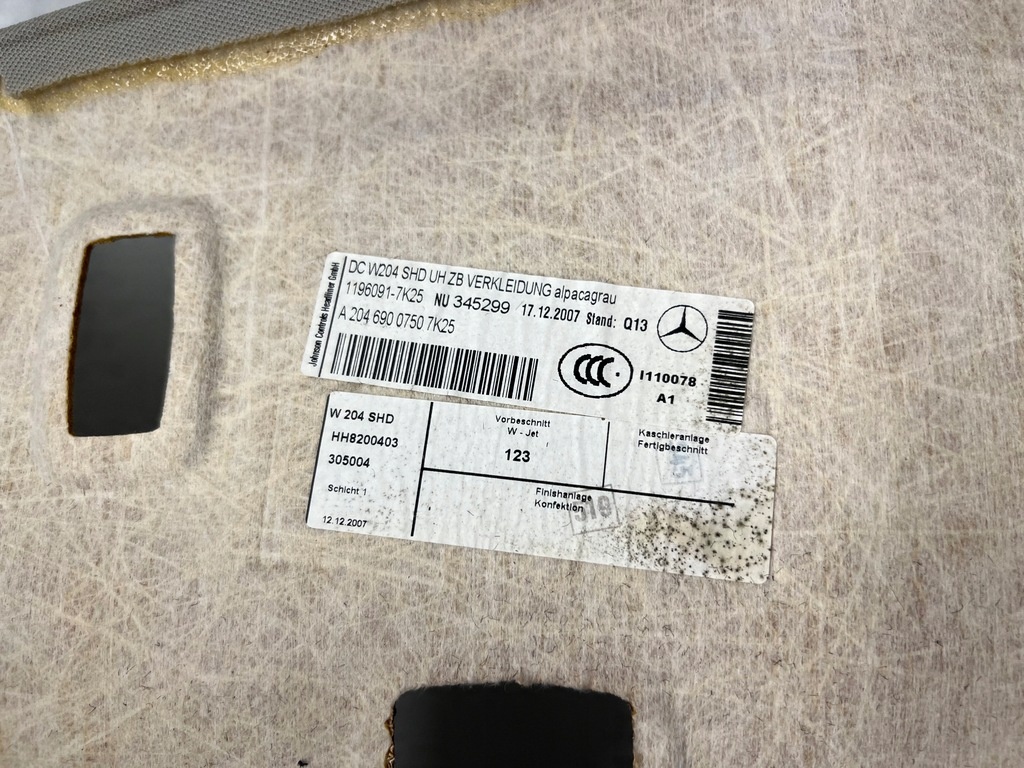 Johnson Controls Headliner GmbH
DC W204 SHD UH ZB VERKLEIDUNG alpacagrau
1196091-7K25 NU 345299 17.12.2007 Stand: Q13
A 204 690 0750 7K25
CCC
I110078
A1
W 204 SHD
HH8200403
305004
Schicht 1
12.12.2007
Vorbeschnitt
W - Jet
123
Kaschieranlage
Fertigbeschnitt
Finishanlage
Konfektion
310